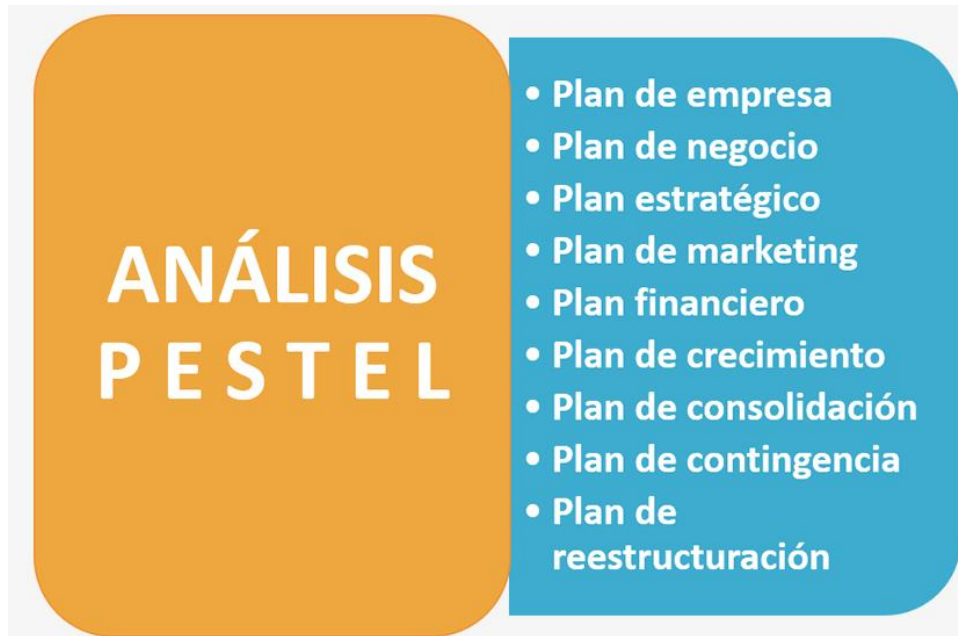 ANÁLISIS
P E S T E L
• Plan de empresa
• Plan de negocio
• Plan estratégico
• Plan de marketing
• Plan financiero
• Plan de crecimiento
• Plan de consolidación
• Plan de contingencia
• Plan de
reestructuración